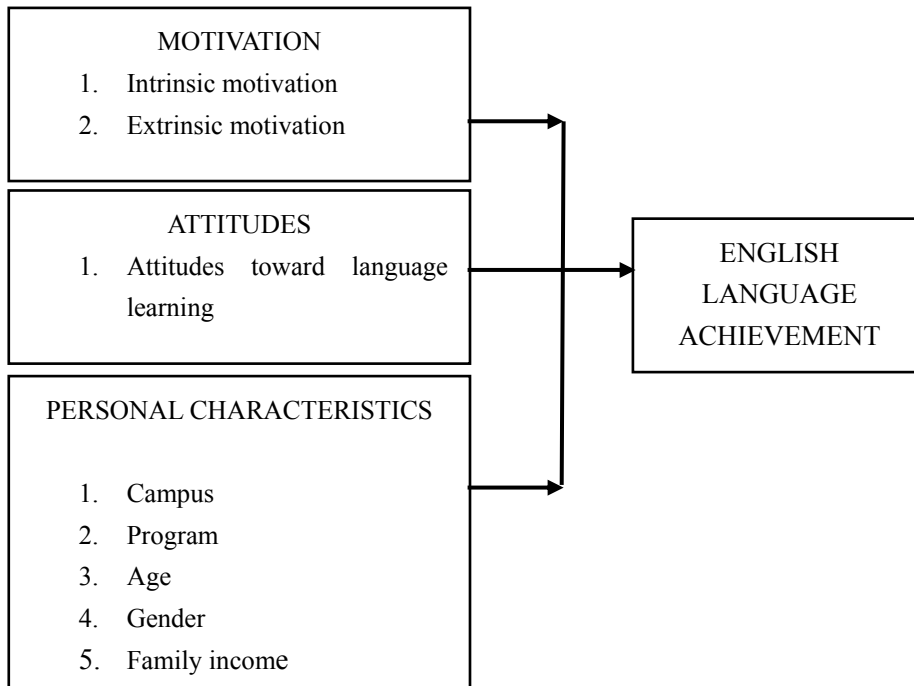 MOTIVATION
1. Intrinsic motivation
2. Extrinsic motivation
ATTITUDES
1. Attitudes toward language
learning
PERSONAL CHARACTERISTICS
1. Campus
2. Program
3. Age
4. Gender
5. Family income
ENGLISH
LANGUAGE
ACHIEVEMENT